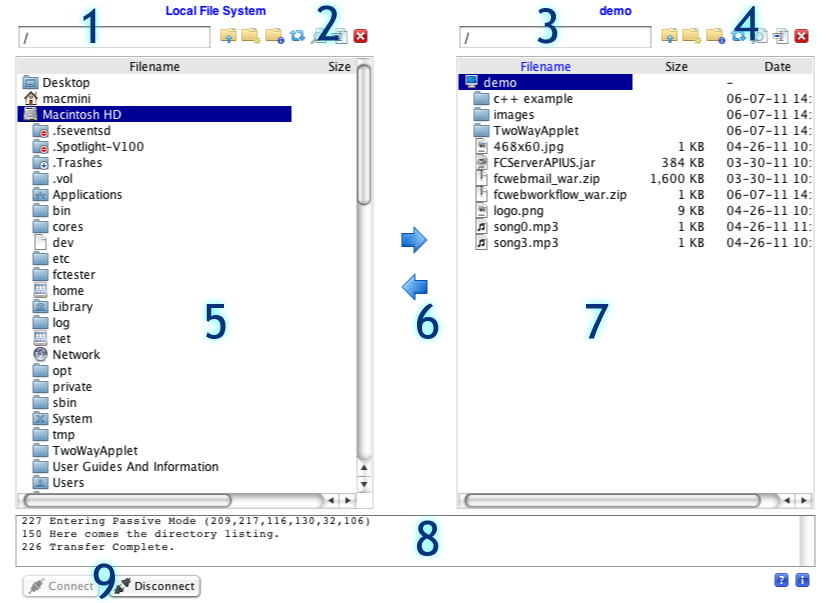 Local File System
demo
1
2
3
4
/
/
Filename Size
Filename Size Date
Desktop
macmini
Macintosh HD
.fseventsd
.Spotlight-V100
.Trashes
.vol
Applications
bin
cores
dev
etc
fctester
home
Library
log
net
Network
opt
private
sbin
System
tmp
TwoWayApplet
User Guides And Information
Users
5
6
demo –
c++ example 06-07-11 14:
images 06-07-11 14:
TwoWayApplet 06-07-11 14:
468x60.jpg 1 KB 04-26-11 10:
FCServerAPIUS.jar 384 KB 03-30-11 10:
fcwebmail_war.zip 1,600 KB 03-30-11 10:
fcwebworkflow_war.zip 1 KB 06-07-11 14:
logo.png 9 KB 04-26-11 10:
song0.mp3 1 KB 04-26-11 11:
song3.mp3 1 KB 04-26-11 10:
7
227 Entering Passive Mode (209,217,116,130,32,106)
150 Here comes the directory listing.
226 Transfer Complete.
8
9
Connect Disconnect
? i